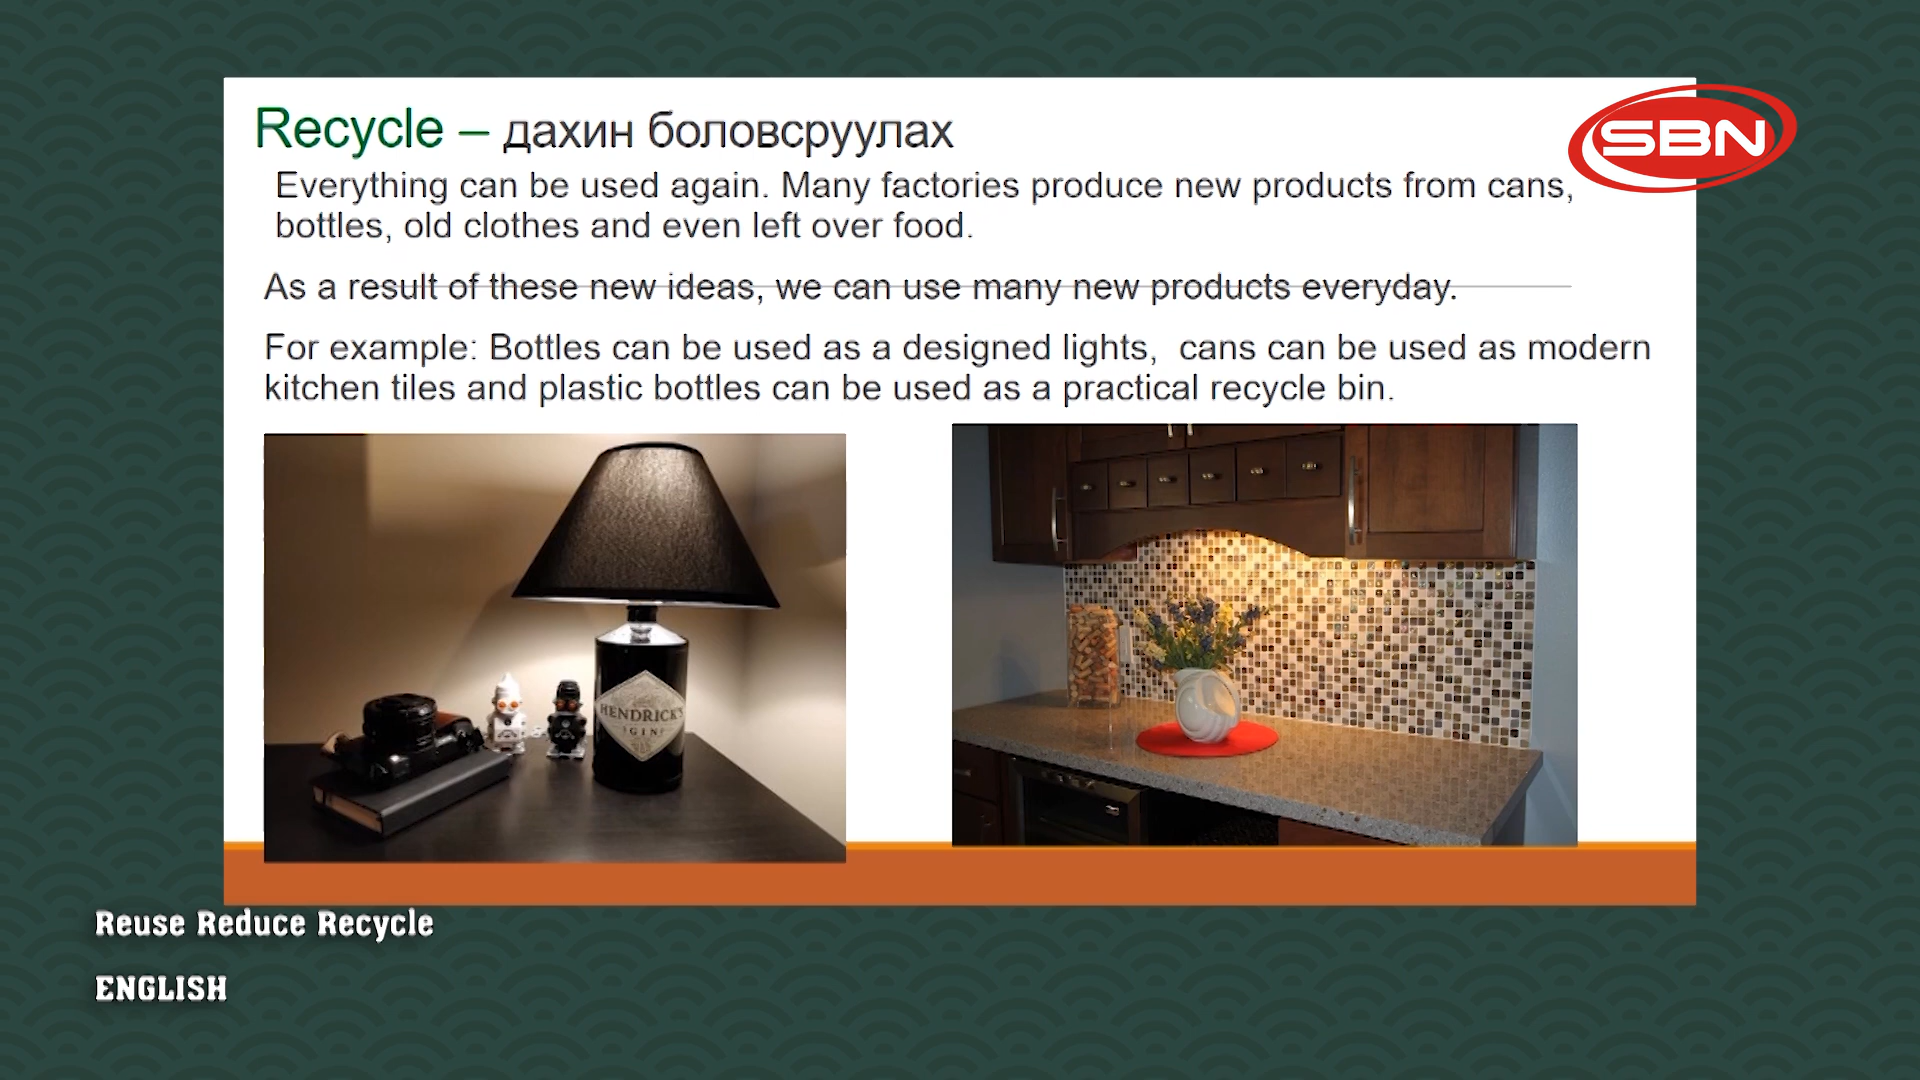 Recycle – дахин боловсруулах
SBN
Everything can be used again. Many factories produce new products from cans,
bottles, old clothes and even left over food.
As a result of these new ideas, we can use many new products everyday.
For example: Bottles can be used as a designed lights, cans can be used as modern
kitchen tiles and plastic bottles can be used as a practical recycle bin.
HENDRICK'S
GIN
Reuse Reduce Recycle
ENGLISH